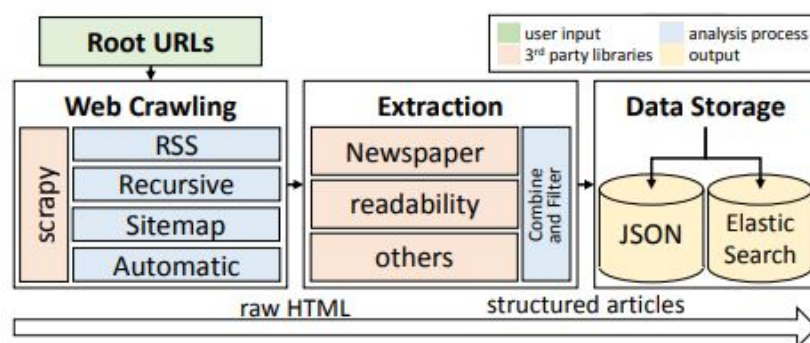 Root URLs
user input
analysis process
3rd party libraries
output
Web Crawling
scrapy
RSS
Recursive
Sitemap
Automatic
Extraction
Newspaper
readability
others
Combine
and Filter
Data Storage
JSON
Elastic
Search
raw HTML
structured articles